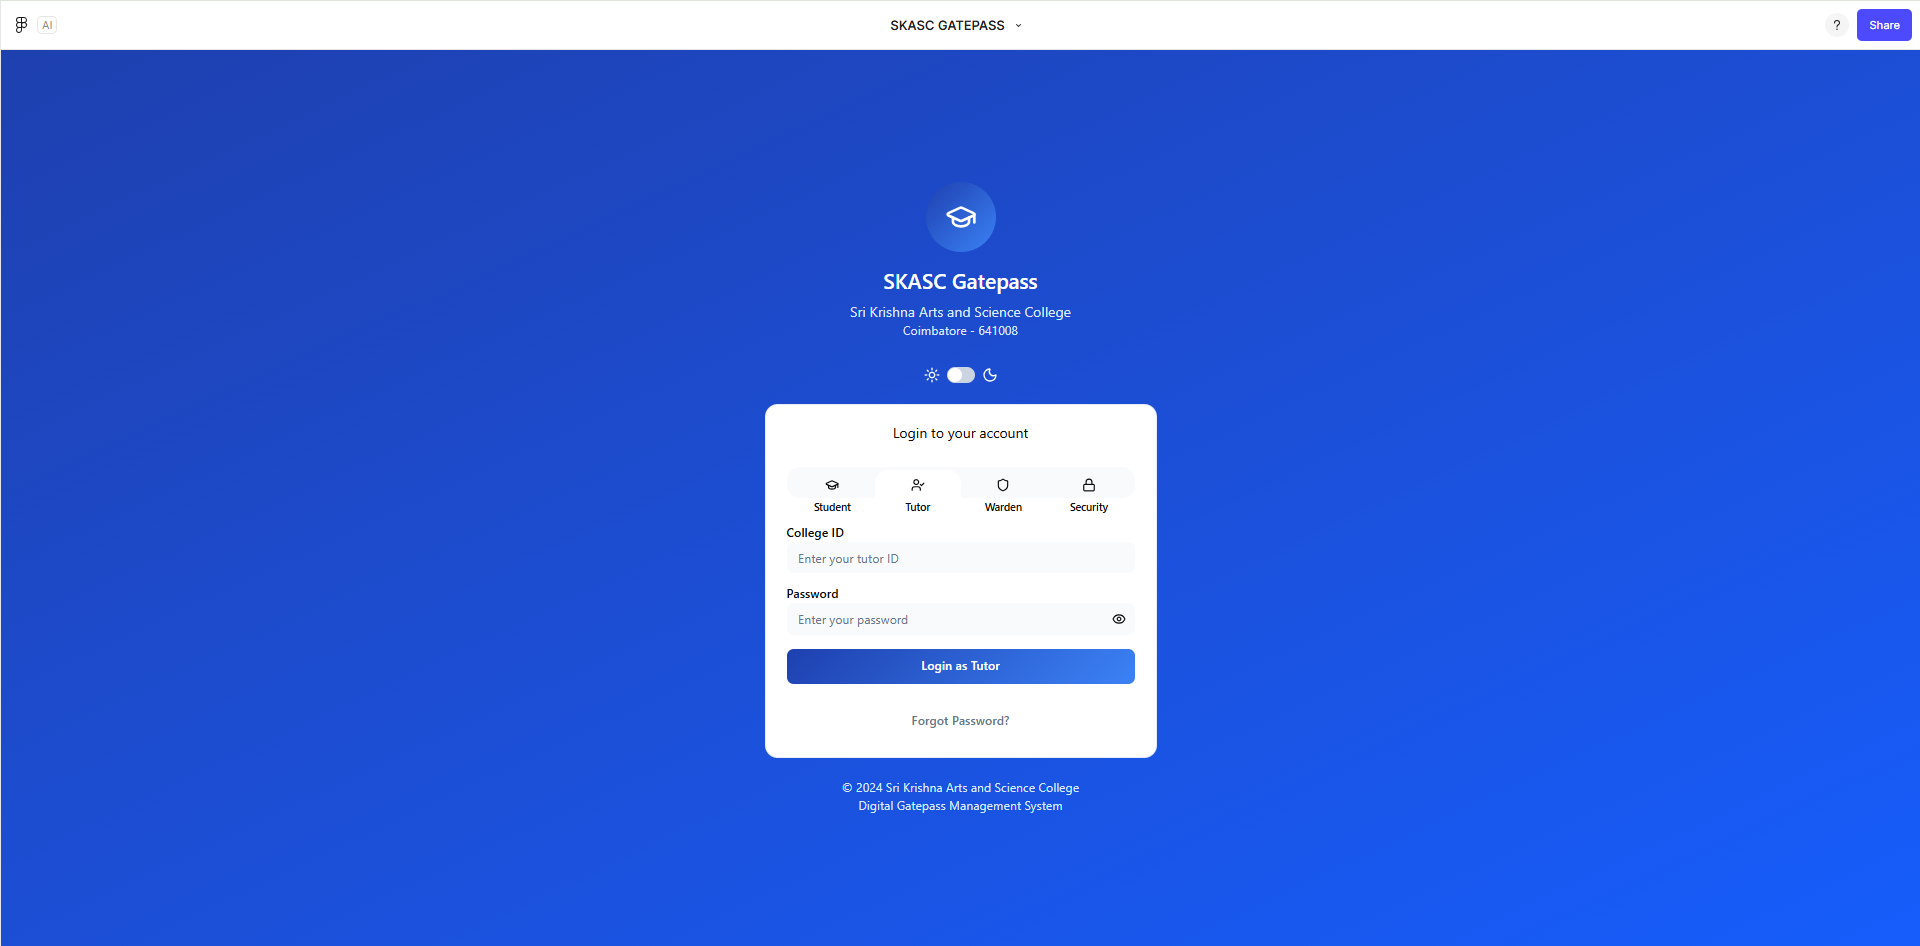 AI
SKASC GATEPASS
?
Share
SKASC Gatepass
Sri Krishna Arts and Science College
Coimbatore - 641008
Login to your account
Student Tutor Warden Security
College ID
Enter your tutor ID
Password
Enter your password
Login as Tutor
Forgot Password?
© 2024 Sri Krishna Arts and Science College
Digital Gatepass Management System